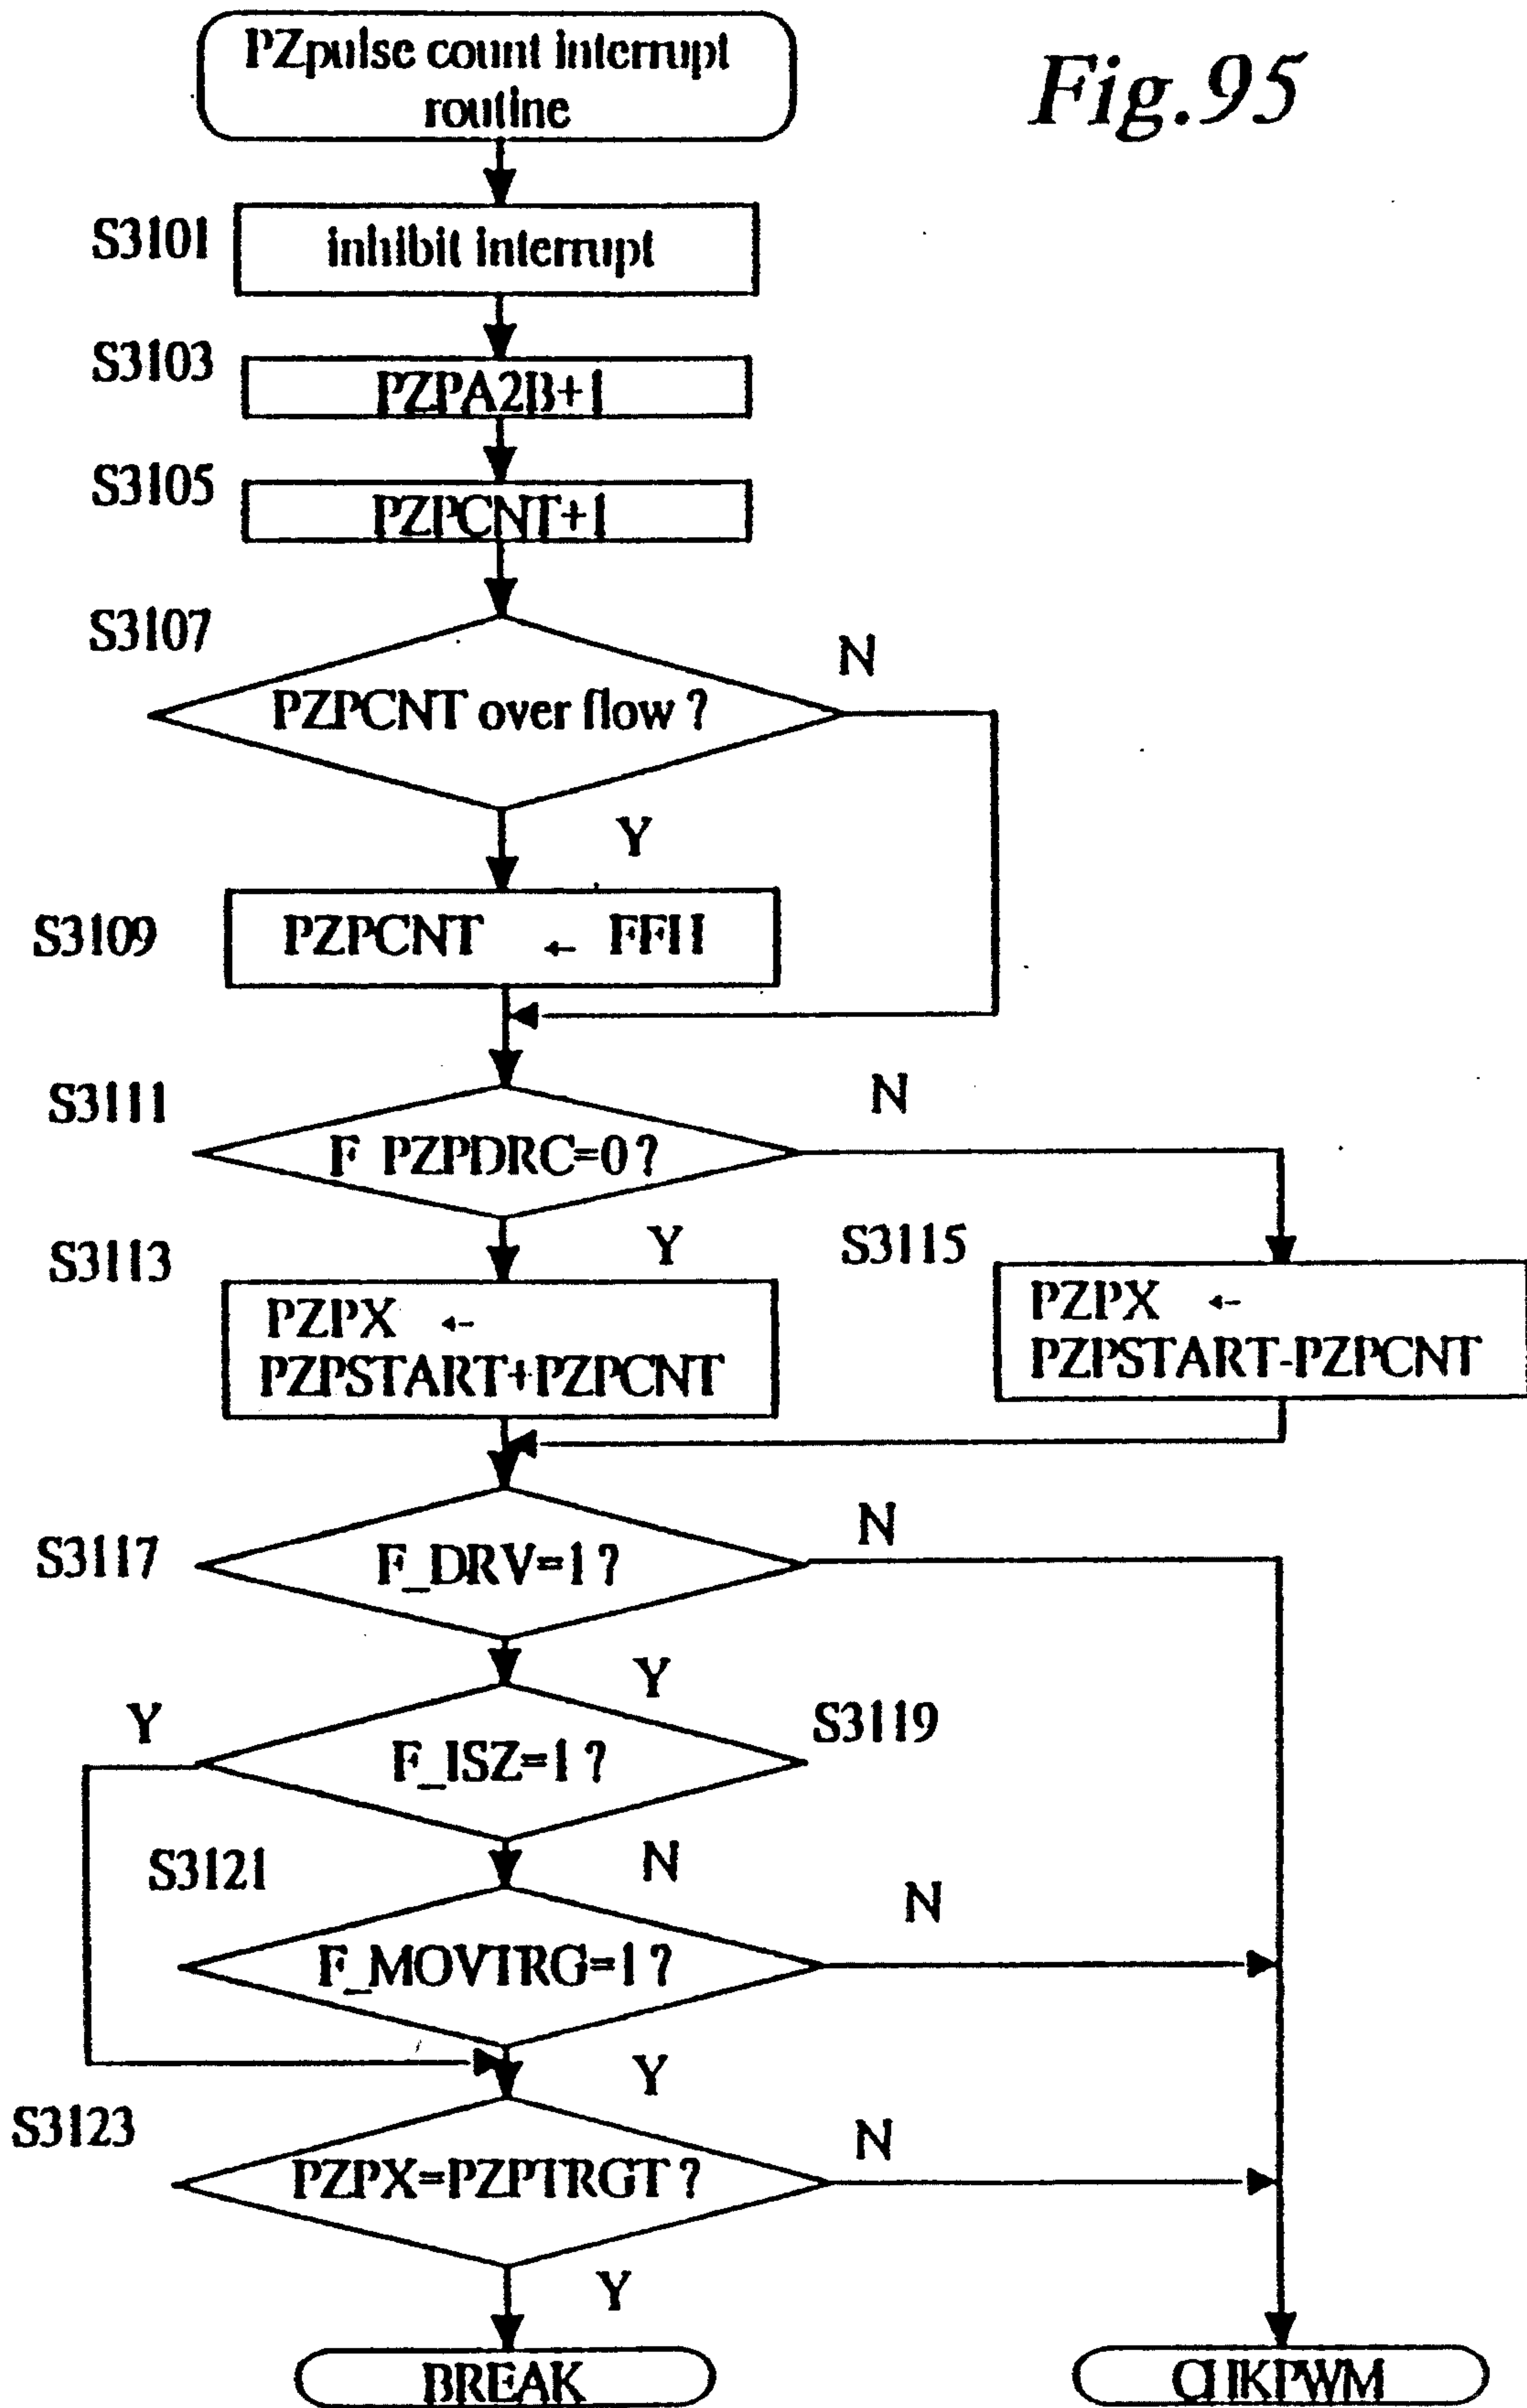 PZpulse count interrupt
routine
Fig.95
S3101
inhibit interrupt
S3103
PZPA2B+1
S3105
PZPCNT+1
S3107
N
PZPCNT over flow ?
Y
S3109
PZPCNT ← FFH
S3111
N
F PZPDRC=0 ?
S3113
Y
S3115
PZPX ←
PZPSTART+PZPCNT
PZPX ←
PZPSTART-PZPCNT
S3117
N
F_DRV=1 ?
Y
Y
S3119
F_ISZ=1 ?
S3121
N
N
F_MOVTRG=1 ?
Y
S3123
N
PZPX=PZPTRGT ?
Y
BREAK
CHKPWM